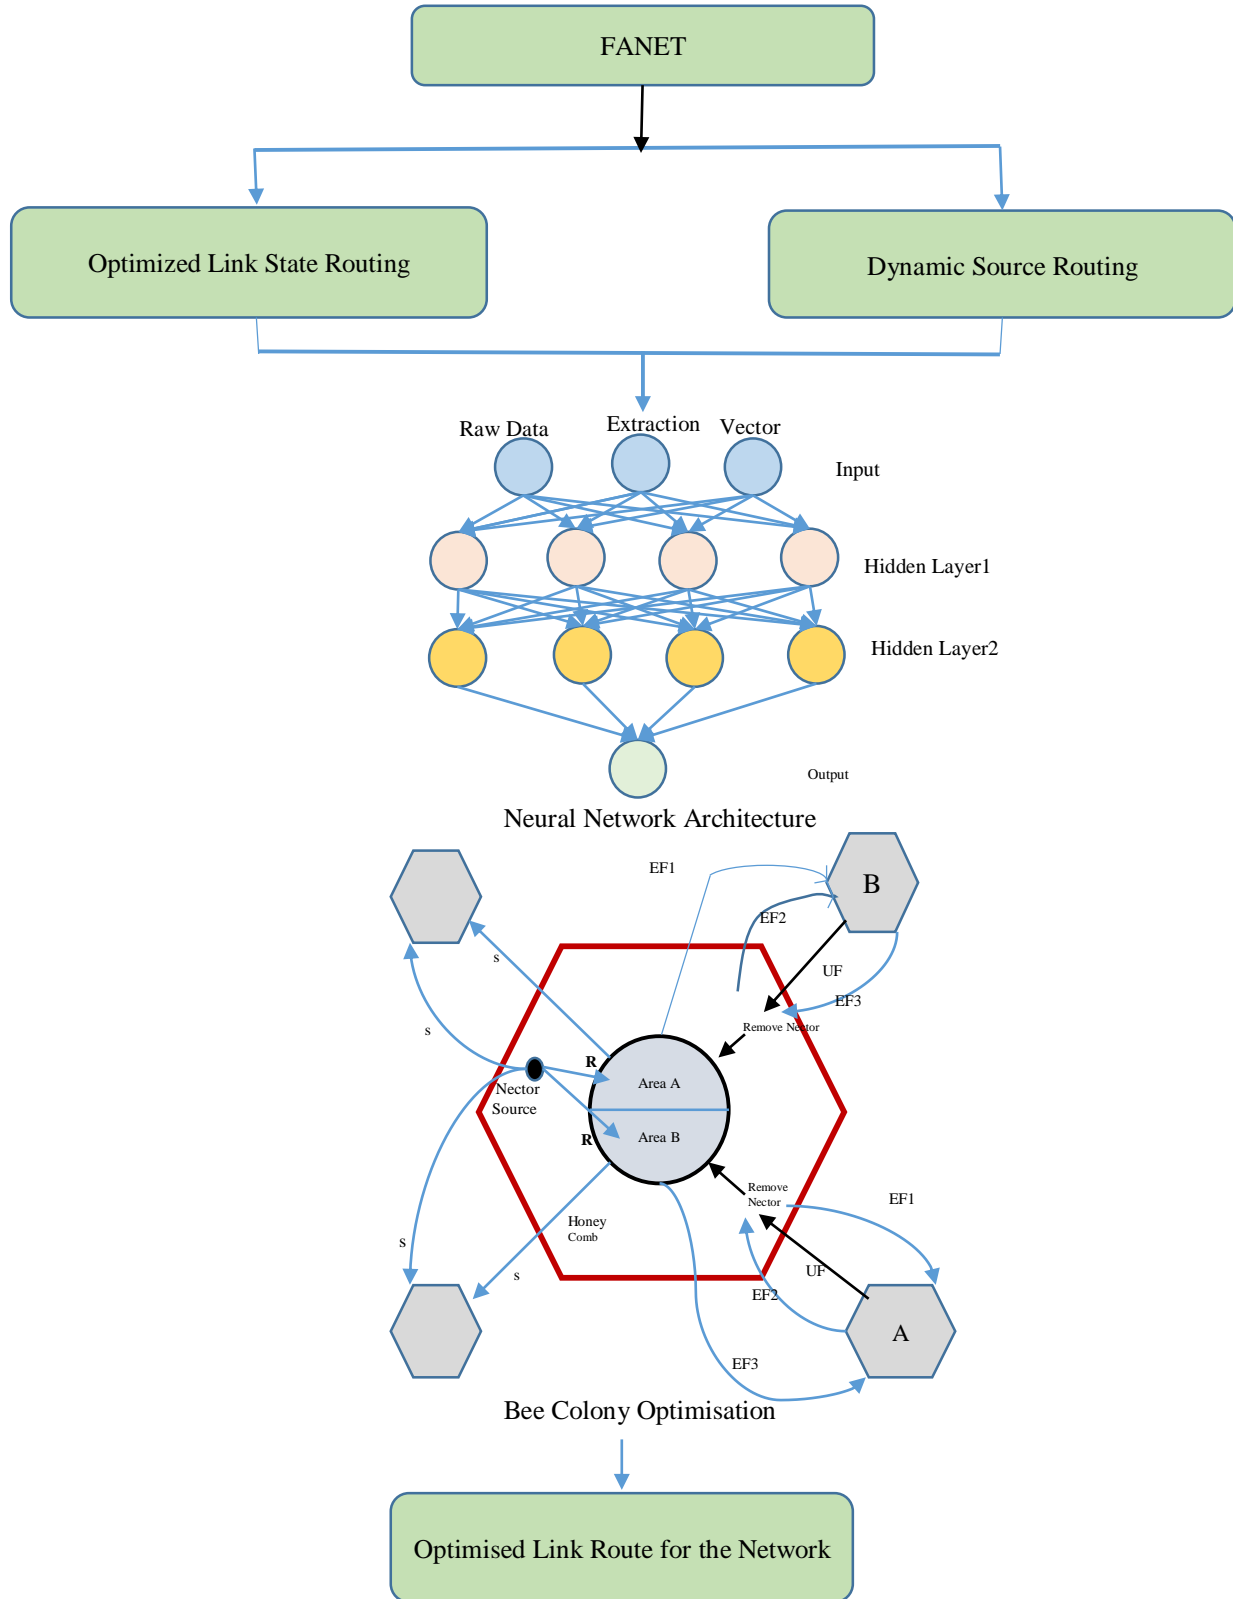 FANET
Optimized Link State Routing
Dynamic Source Routing
Raw Data
Extraction
Vector
Input
Hidden Layer1
Hidden Layer2
Output
Neural Network Architecture
EF1
B
EF2
s
UF
EF3
s
Remove Nector
R
Nector
Source
Area A
Area B
R
Remove
Nector
EF1
Honey
Comb
s
s
UF
EF2
A
EF3
Bee Colony Optimisation
Optimised Link Route for the Network